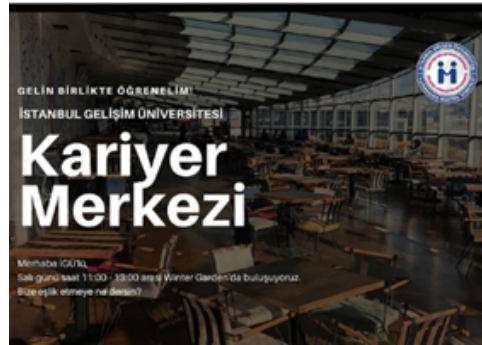 GELİN BİRLİKTE ÖĞRENELİM!
İSTANBUL GELİŞİM ÜNİVERSİTESİ
Kariyer
Merkezi
Merhaba İGÜ'lü,
Salı günü saat 11:00 - 13:00 arası Winter Garden'da buluşuyoruz.
Bize eşlik etmeye ne dersin?